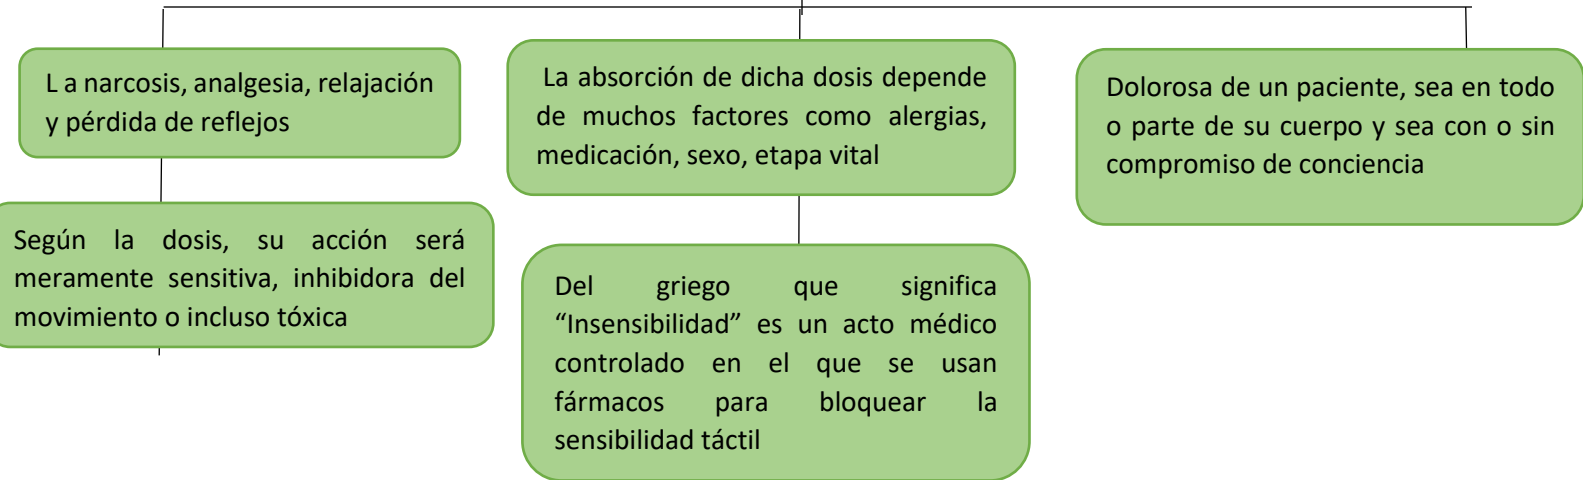 L a narcosis, analgesia, relajación
y pérdida de reflejos
Según la dosis, su acción será
meramente sensitiva, inhibidora del
movimiento o incluso tóxica
La absorción de dicha dosis depende
de muchos factores como alergias,
medicación, sexo, etapa vital
Del griego que significa
“Insensibilidad” es un acto médico
controlado en el que se usan
fármacos para bloquear la
sensibilidad táctil
Dolorosa de un paciente, sea en todo
o parte de su cuerpo y sea con o sin
compromiso de conciencia